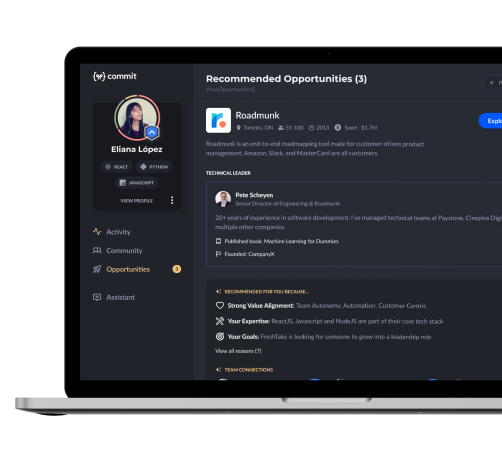 {♥} commit
Eliana López
REACT
PYTHON
JAVASCRIPT
VIEW PROFILE
Activity
Community
Opportunities 3
Assistant
Recommended Opportunities (3)
Roadmunk
Toronto, ON 51-100 2013 Seed - $1.7M
Explo
Roadmunk is an end-to-end roadmapping tool made for customer-driven product
management. Amazon, Slack, and MasterCard are all customers.
TECHNICAL LEADER
Pete Scheyen
Senior Director of Engineering @ Roadmunk
20+ years of experience in software development. I've managed technical teams at Paystone, Cineplex Digi
multiple other companies.
Published book: Machine Learning for Dummies
Founded: CompanyX
RECOMMENDED FOR YOU BECAUSE...
Strong Value Alignment: Team Autonomy, Automation, Customer Centric
Your Expertise: ReactJS, Javascript and NodeJS are part of their core tech stack
Your Goals: FreshTake is looking for someone to grow into a leadership role
View all reasons (7)
TEAM CONNECTIONS